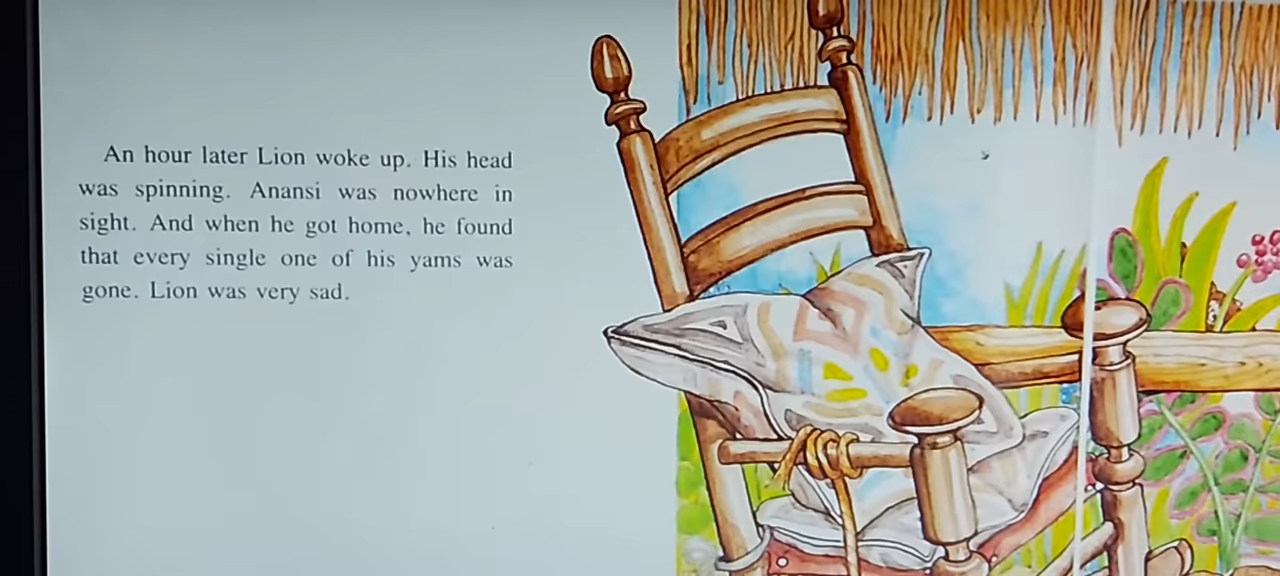 An hour later Lion woke up. His head
was spinning. Anansi was nowhere in
sight. And when he got home, he found
that every single one of his yams was
gone. Lion was very sad.